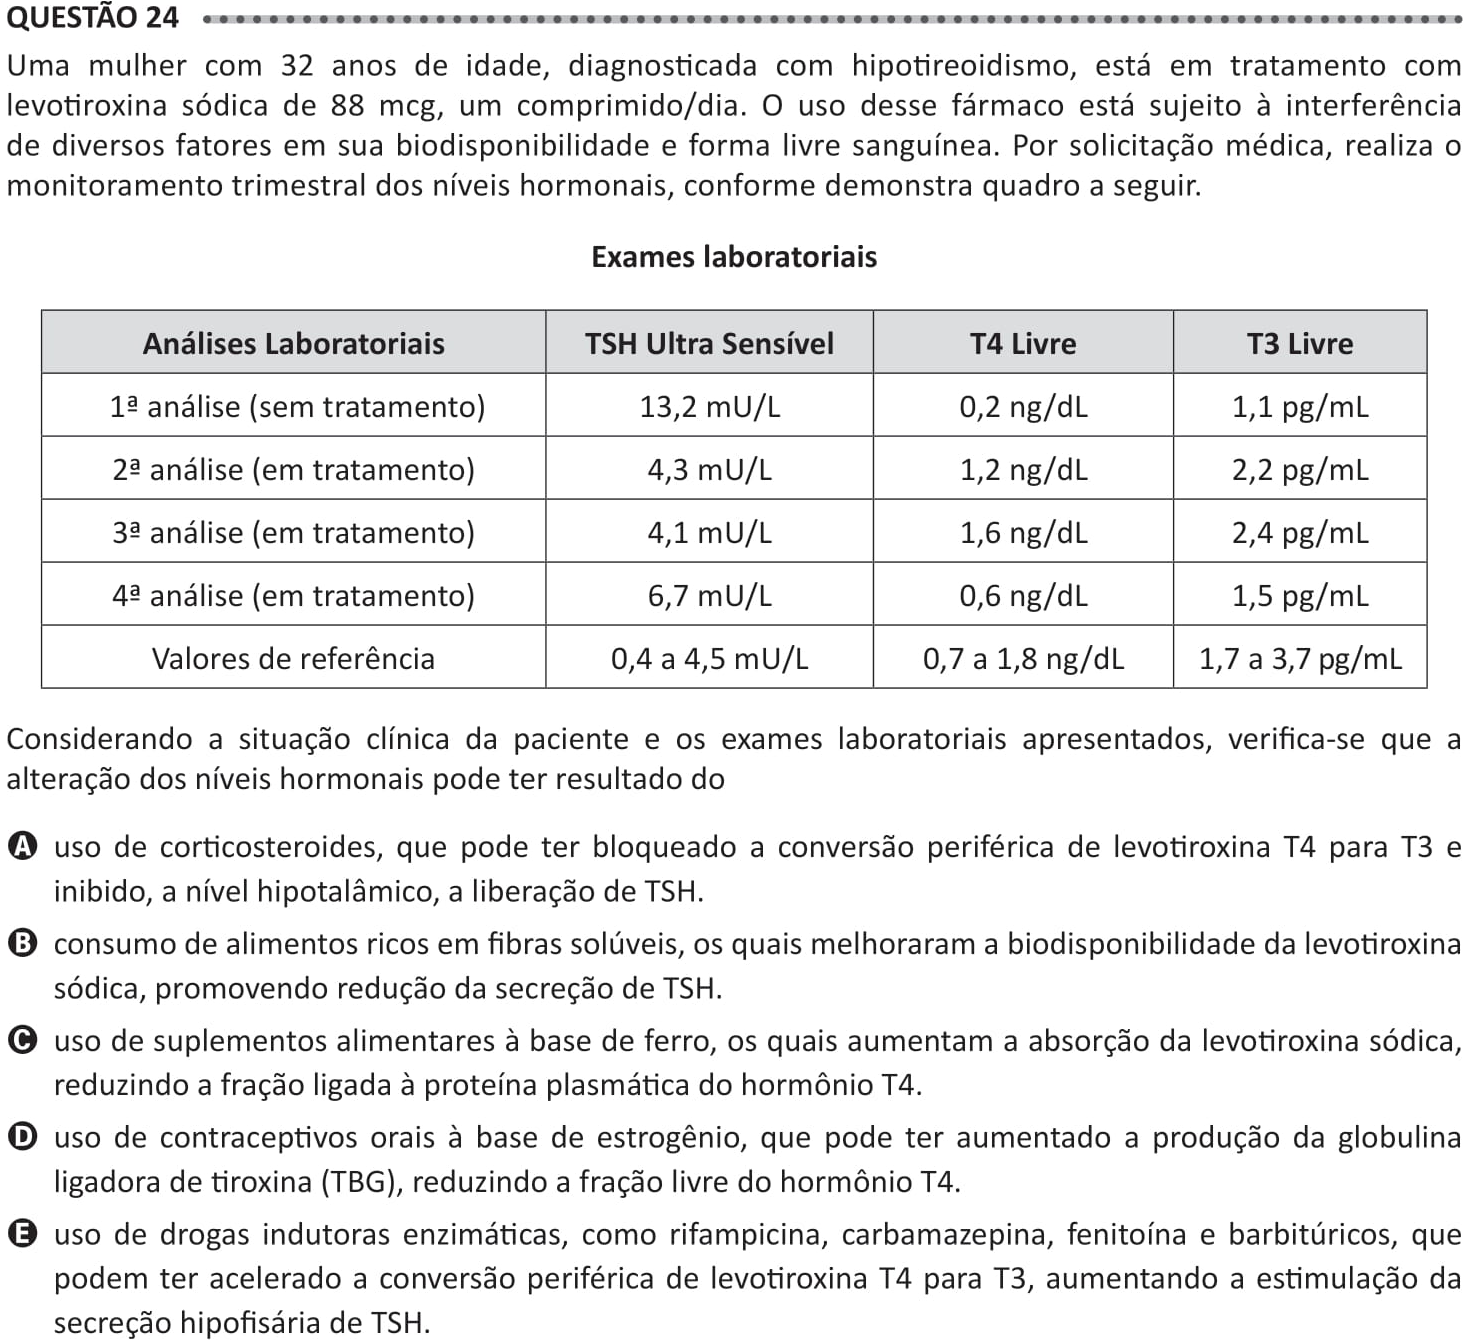 QUESTÃO 24
Uma mulher com 32 anos de idade, diagnosticada com hipotireoidismo, está em tratamento com
levotiroxina sódica de 88 mcg, um comprimido/dia. O uso desse fármaco está sujeito à interferência
de diversos fatores em sua biodisponibilidade e forma livre sanguínea. Por solicitação médica, realiza o
monitoramento trimestral dos níveis hormonais, conforme demonstra quadro a seguir.
Exames laboratoriais
Análises Laboratoriais TSH Ultra Sensível T4 Livre T3 Livre
1ª análise (sem tratamento) 13,2 mU/L 0,2 ng/dL 1,1 pg/mL
2ª análise (em tratamento) 4,3 mU/L 1,2 ng/dL 2,2 pg/mL
3ª análise (em tratamento) 4,1 mU/L 1,6 ng/dL 2,4 pg/mL
4ª análise (em tratamento) 6,7 mU/L 0,6 ng/dL 1,5 pg/mL
Valores de referência 0,4 a 4,5 mU/L 0,7 a 1,8 ng/dL 1,7 a 3,7 pg/mL
Considerando a situação clínica da paciente e os exames laboratoriais apresentados, verifica-se que a
alteração dos níveis hormonais pode ter resultado do
A uso de corticosteroides, que pode ter bloqueado a conversão periférica de levotiroxina T4 para T3 e
inibido, a nível hipotalâmico, a liberação de TSH.
B consumo de alimentos ricos em fibras solúveis, os quais melhoraram a biodisponibilidade da levotiroxina
sódica, promovendo redução da secreção de TSH.
C uso de suplementos alimentares à base de ferro, os quais aumentam a absorção da levotiroxina sódica,
reduzindo a fração ligada à proteína plasmática do hormônio T4.
D uso de contraceptivos orais à base de estrogênio, que pode ter aumentado a produção da globulina
ligadora de tiroxina (TBG), reduzindo a fração livre do hormônio T4.
E uso de drogas indutoras enzimáticas, como rifampicina, carbamazepina, fenitoína e barbitúricos, que
podem ter acelerado a conversão periférica de levotiroxina T4 para T3, aumentando a estimulação da
secreção hipofisária de TSH.